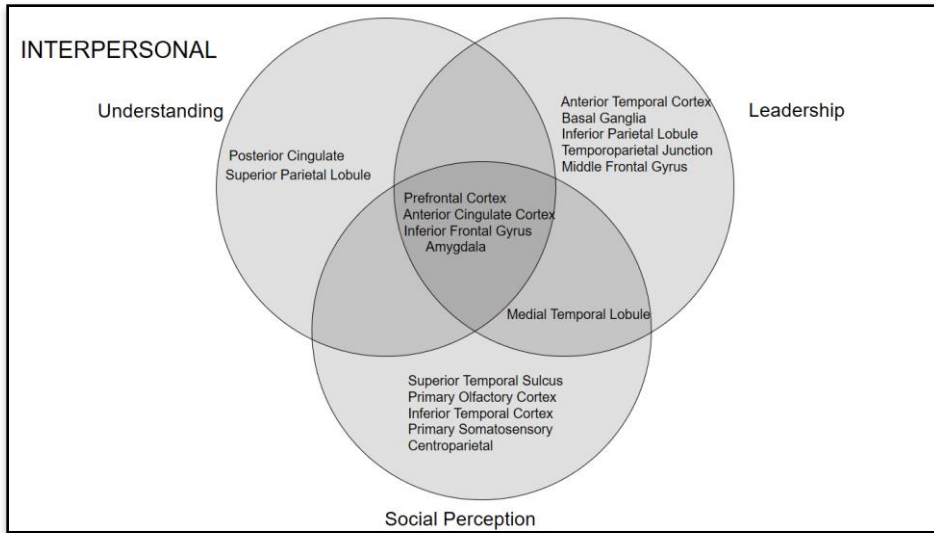 INTERPERSONAL
Understanding
Leadership
Anterior Temporal Cortex
Basal Ganglia
Inferior Parietal Lobule
Temporoparietal Junction
Middle Frontal Gyrus
Posterior Cingulate
Superior Parietal Lobule
Prefrontal Cortex
Anterior Cingulate Cortex
Inferior Frontal Gyrus
Amygdala
Medial Temporal Lobule
Superior Temporal Sulcus
Primary Olfactory Cortex
Inferior Temporal Cortex
Primary Somatosensory
Centroparietal
Social Perception